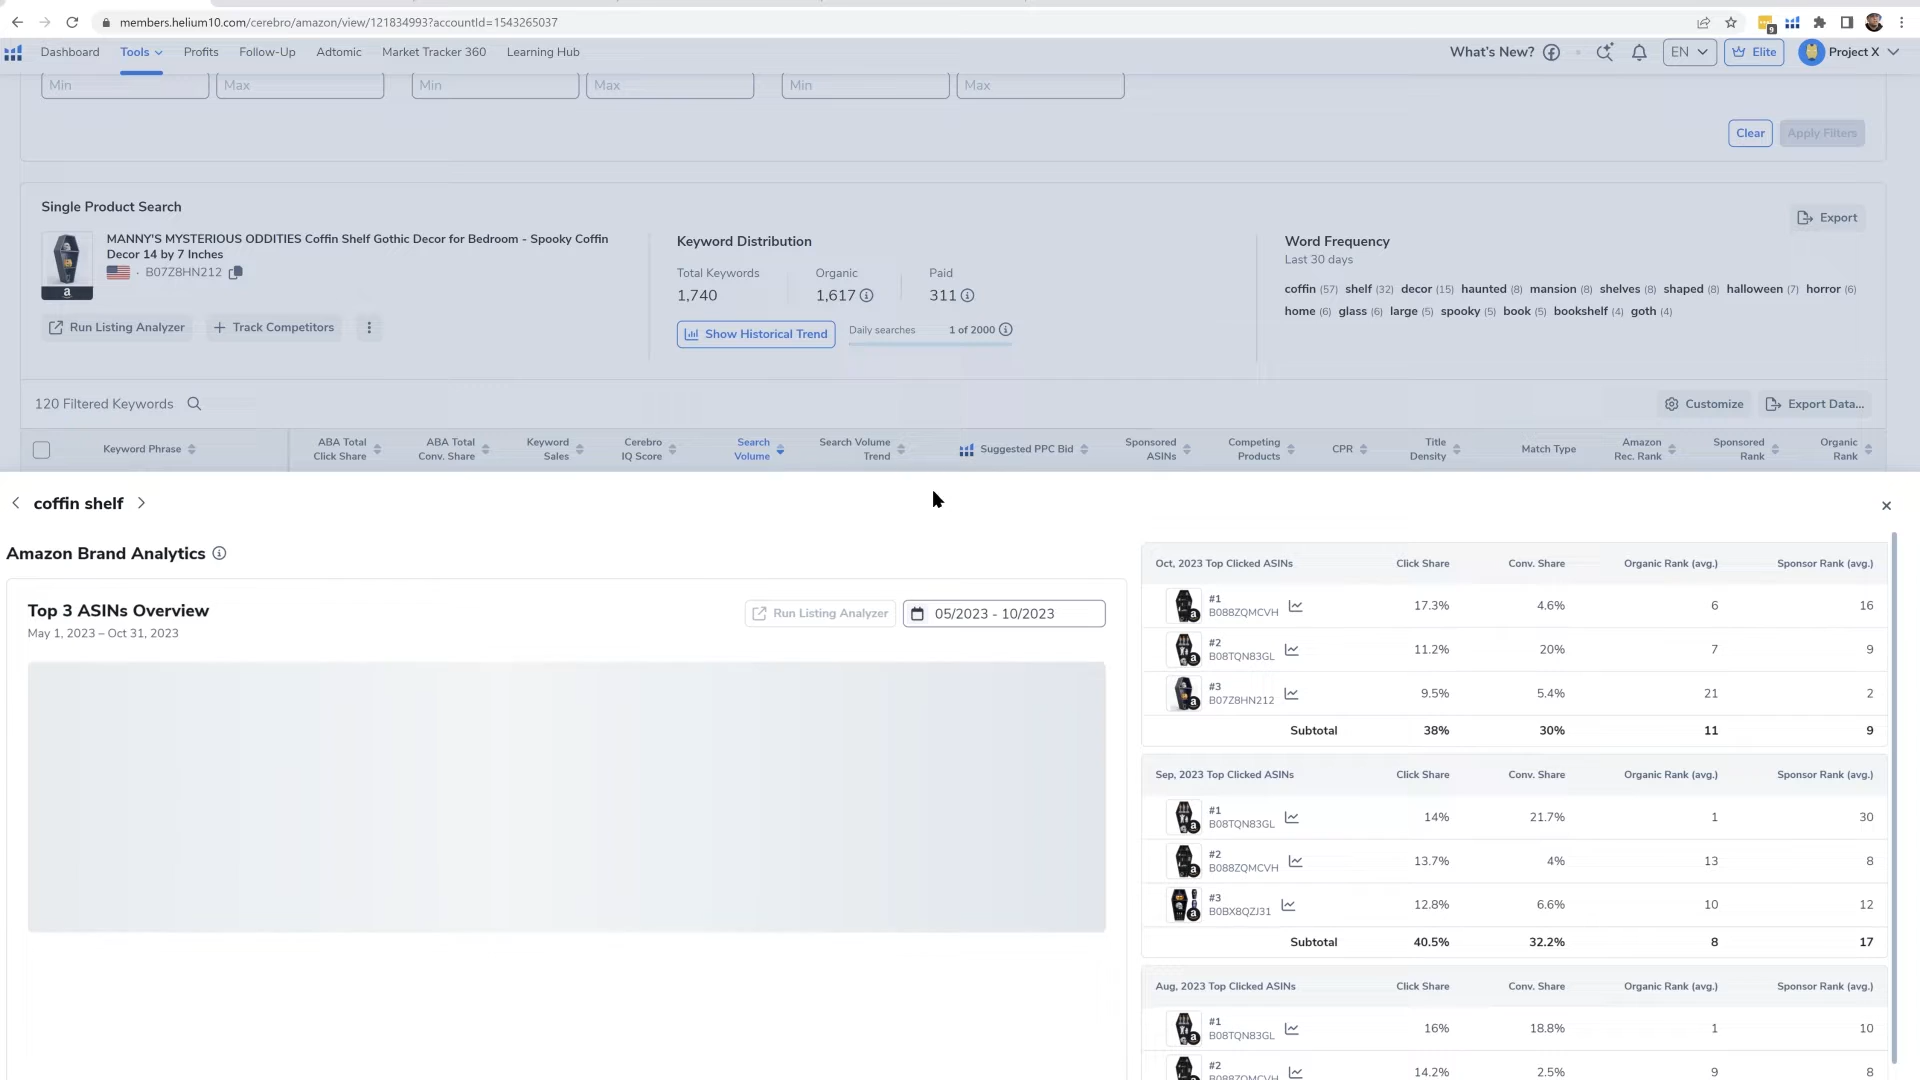 members.helium10.com/cerebro/amazon/view/121834993?accountId=1543265037
9
Dashboard Tools Profits Follow-Up Adtomic Market Tracker 360 Learning Hub What's New? EN Elite Project X
Min Max Min Max Min Max
Clear Apply Filters
Single Product Search
Export
MANNY'S MYSTERIOUS ODDITIES Coffin Shelf Gothic Decor for Bedroom - Spooky Coffin
Decor 14 by 7 Inches
· B07Z8HN212
a
Run Listing Analyzer + Track Competitors
Keyword Distribution
Total Keywords Organic Paid
1,740 1,617 311
Show Historical Trend Daily searches 1 of 2000
Word Frequency
Last 30 days
coffin (57) shelf (32) decor (15) haunted (8) mansion (8) shelves (8) shaped (8) halloween (7) horror (6)
home (6) glass (6) large (5) spooky (5) book (5) bookshelf (4) goth (4)
120 Filtered Keywords Customize Export Data...
Keyword Phrase
ABA Total
Click Share
ABA Total
Conv. Share
Keyword
Sales
Cerebro
IQ Score
Search
Volume
Search Volume
Trend
Suggested PPC Bid
Sponsored
ASINs
Competing
Products
CPR
Title
Density
Match Type
Amazon
Rec. Rank
Sponsored
Rank
Organic
Rank
coffin shelf
Amazon Brand Analytics
Top 3 ASINs Overview
May 1, 2023 – Oct 31, 2023
Run Listing Analyzer 05/2023 - 10/2023
Oct, 2023 Top Clicked ASINs Click Share Conv. Share Organic Rank (avg.) Sponsor Rank (avg.)
#1
B088ZQMCVH 17.3% 4.6% 6 16
#2
B08TQN83GL 11.2% 20% 7 9
#3
B07Z8HN212 9.5% 5.4% 21 2
Subtotal 38% 30% 11 9
Sep, 2023 Top Clicked ASINs Click Share Conv. Share Organic Rank (avg.) Sponsor Rank (avg.)
#1
B08TQN83GL 14% 21.7% 1 30
#2
B088ZQMCVH 13.7% 4% 13 8
#3
B0BX8QZJ31 12.8% 6.6% 10 12
Subtotal 40.5% 32.2% 8 17
Aug, 2023 Top Clicked ASINs Click Share Conv. Share Organic Rank (avg.) Sponsor Rank (avg.)
#1
B08TQN83GL 16% 18.8% 1 10
#2
B088ZQMCVH 14.2% 2.5% 9 8